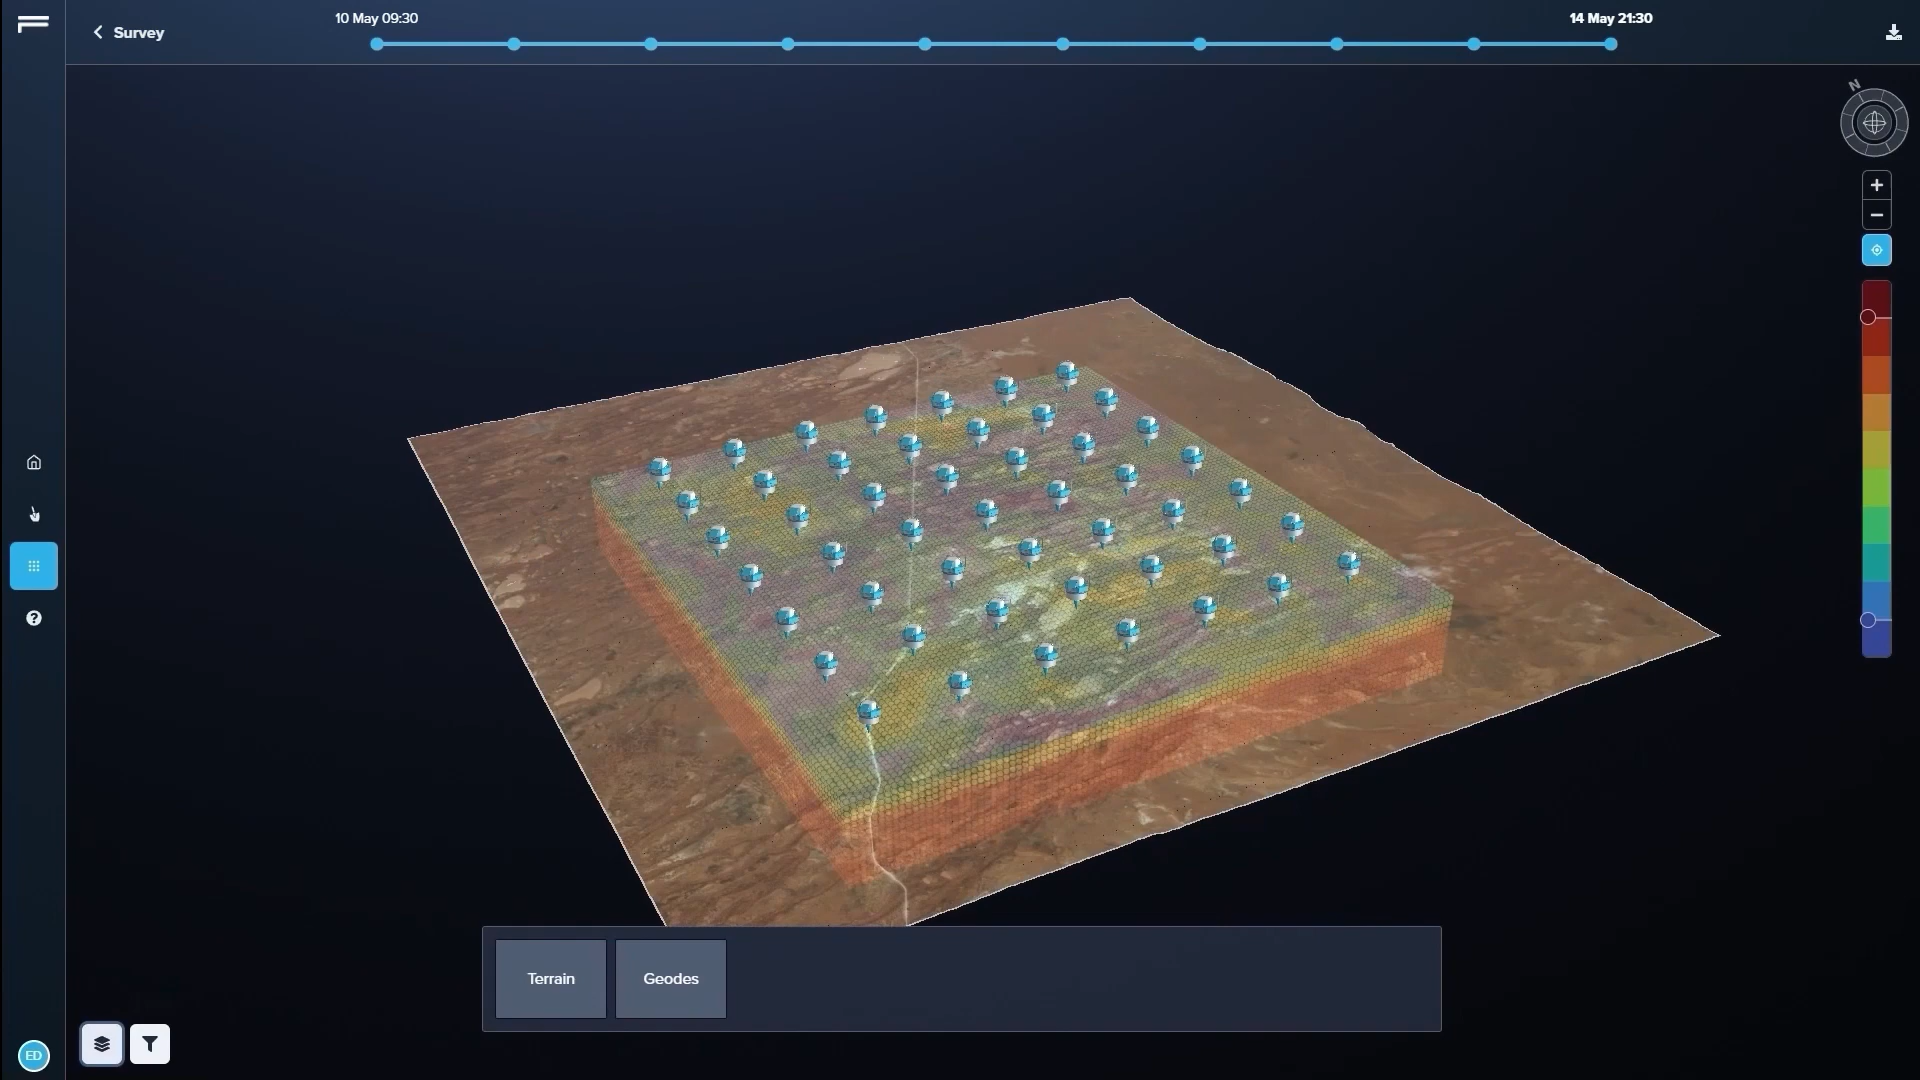 10 May 09:30
14 May 21:30
Survey
N
+
−
?
Terrain
Geodes
ED